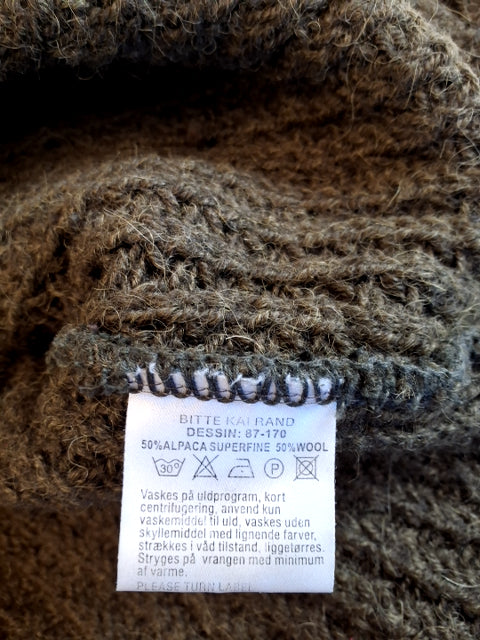 BITTE KAI RAND
DESSIN: 87-170
50%ALPACA SUPERFINE 50%WOOL
30° P
Vaskes på uldprogram, kort
centrifugering, anvend kun
vaskemiddel til uld, vaskes uden
skyllemiddel med lignende farver,
strækkes i våd tilstand, liggetørres.
Stryges på vrangen med minimum
af varme.
PLEASE TURN LABEL